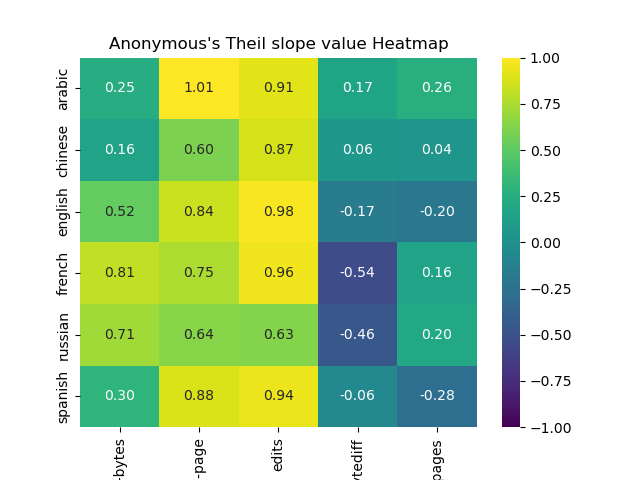 Anonymous's Theil slope value Heatmap
arabic 0.25 1.01 0.91 0.17 0.26
chinese 0.16 0.60 0.87 0.06 0.04
english 0.52 0.84 0.98 -0.17 -0.20
french 0.81 0.75 0.96 -0.54 0.16
russian 0.71 0.64 0.63 -0.46 0.20
spanish 0.30 0.88 0.94 -0.06 -0.28
-bytes
-page
edits
ytediff
pages
1.00
0.75
0.50
0.25
0.00
−0.25
−0.50
−0.75
−1.00